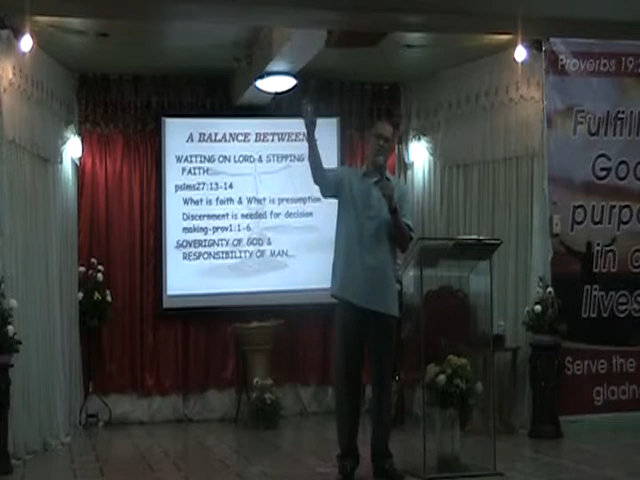 A BALANCE BETWEEN
WAITING ON LORD & STEPPING
FAITH...
pslms27:13-14
What is faith & What is presumption
Discernment is needed for decision
making-prov1:1-6
SOVERIGNTY OF GOD &
RESPONSIBILITY OF MAN...
Proverbs 19:2
Fulfill
God
purpo
in o
lives
Serve the
gladn